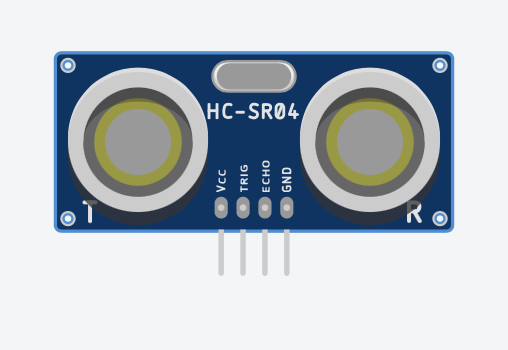 HC-SR04
Vcc
TRIG
ECHO
GND
T
R